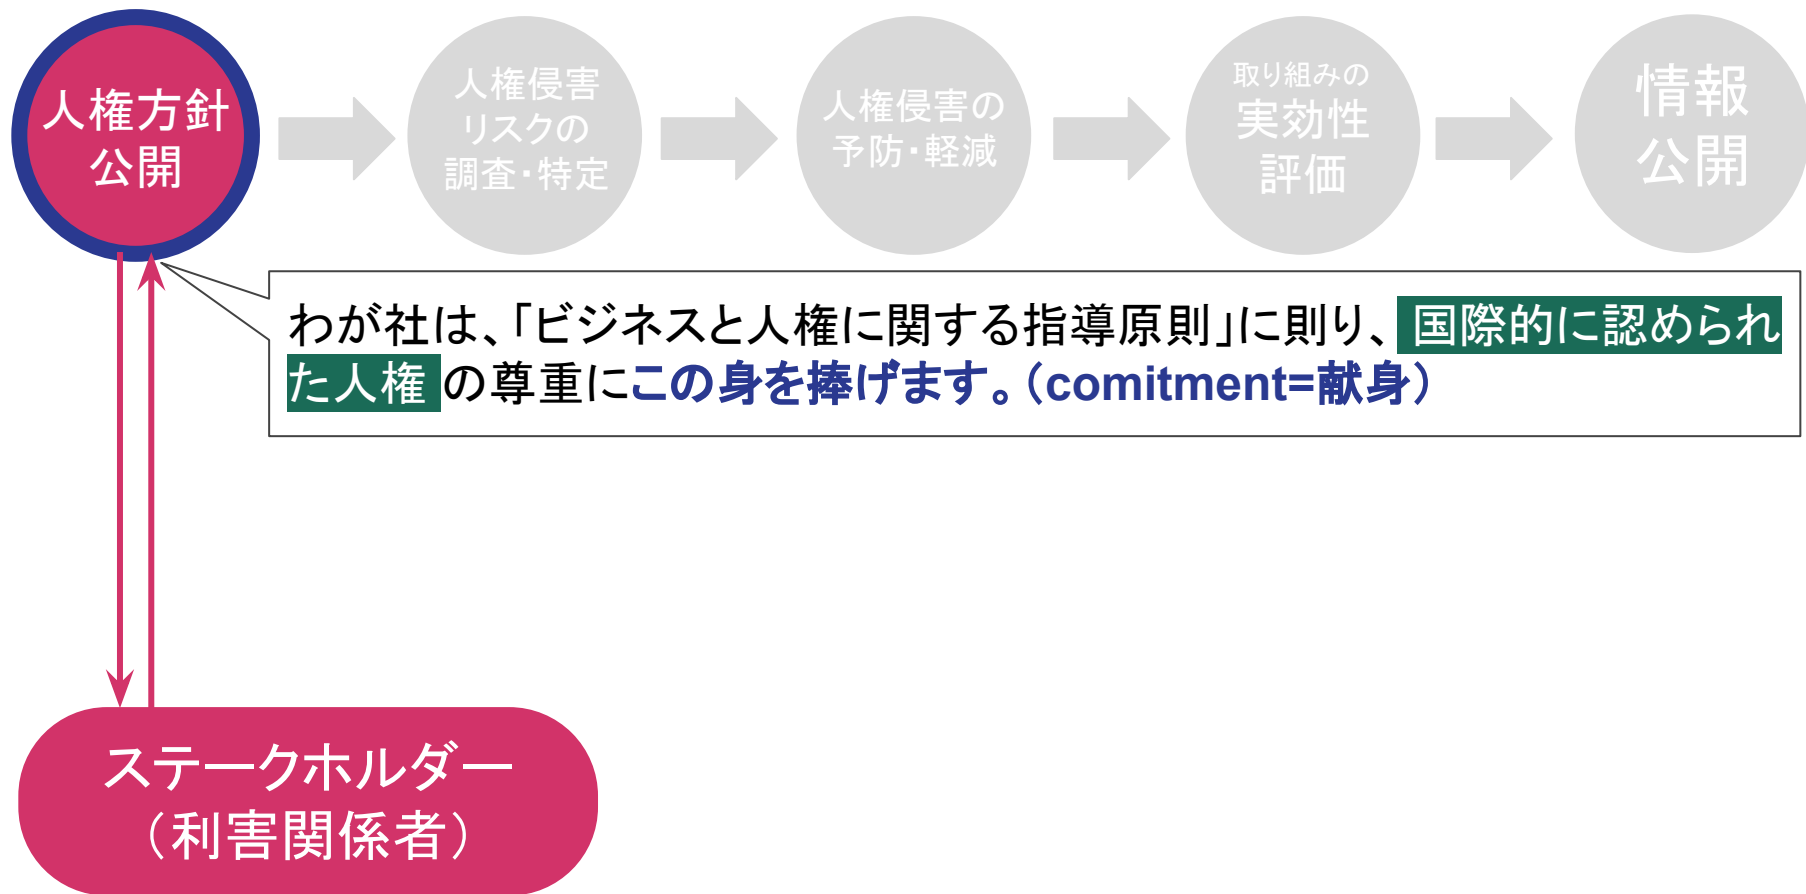 人権方針
公開
人権侵害
リスクの
調査・特定
人権侵害の
予防・軽減
取り組みの
実効性
評価
情報
公開
わが社は、「ビジネスと人権に関する指導原則」に則り、国際的に認められ
た人権 の尊重にこの身を捧げます。（comitment=献身）
ステークホルダー
（利害関係者）